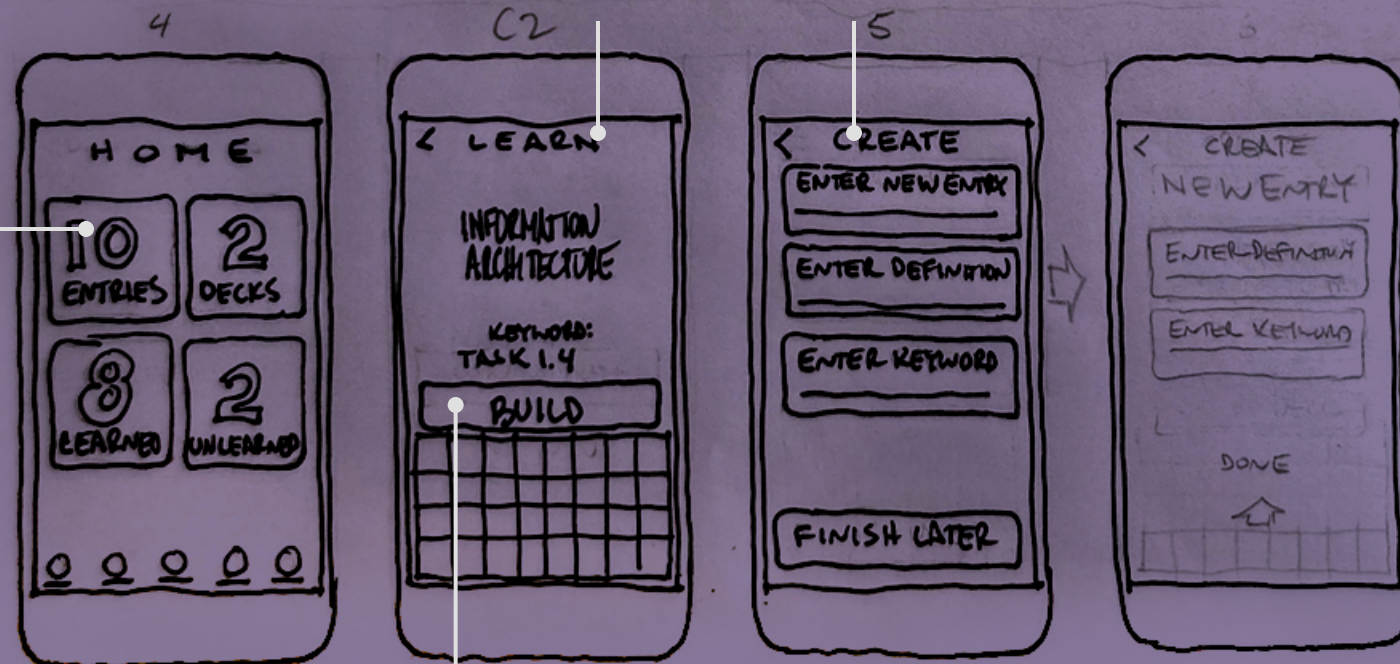 4
HOME
10
ENTRIES
2
DECKS
8
LEARNED
2
UNLEARNED
C2
< LEARN
INFORMATION
ARCHITECTURE
KEYWORD:
TASK 1.4
BUILD
5
< CREATE
ENTER NEW ENTRY
ENTER DEFINITION
ENTER KEYWORD
FINISH LATER
< CREATE
NEW ENTRY
ENTER DEFINITION
ENTER KEYWORD
DONE